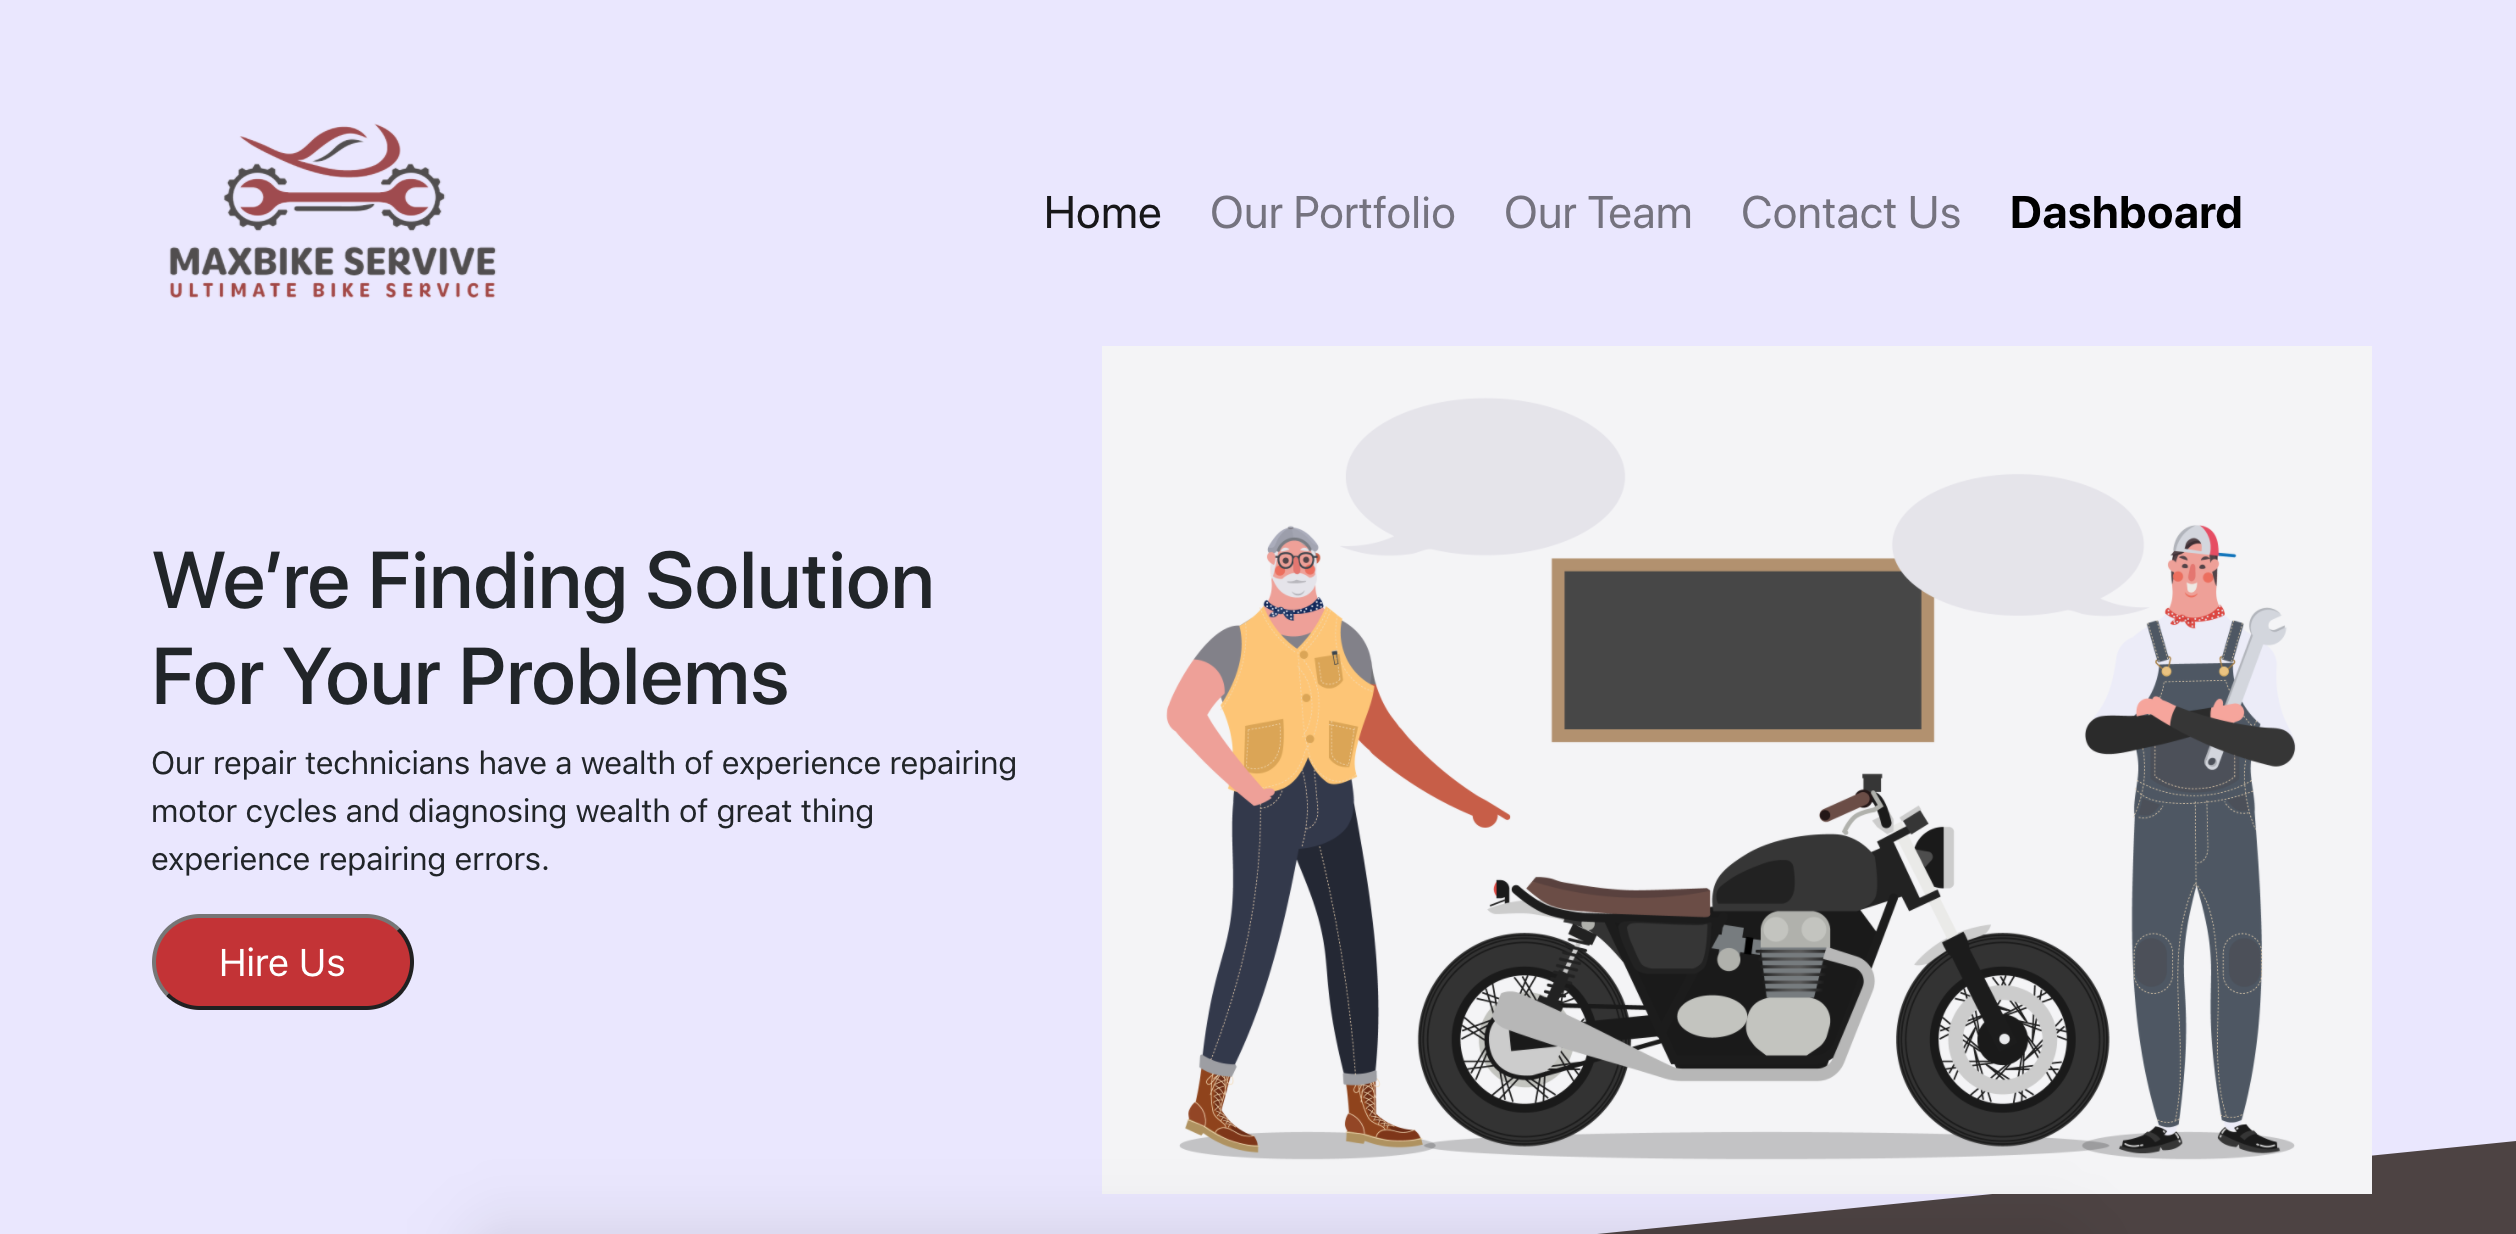 MAXBIKE SERVIVE
ULTIMATE BIKE SERVICE
Home Our Portfolio Our Team Contact Us Dashboard
We’re Finding Solution
For Your Problems
Our repair technicians have a wealth of experience repairing
motor cycles and diagnosing wealth of great thing
experience repairing errors.
Hire Us